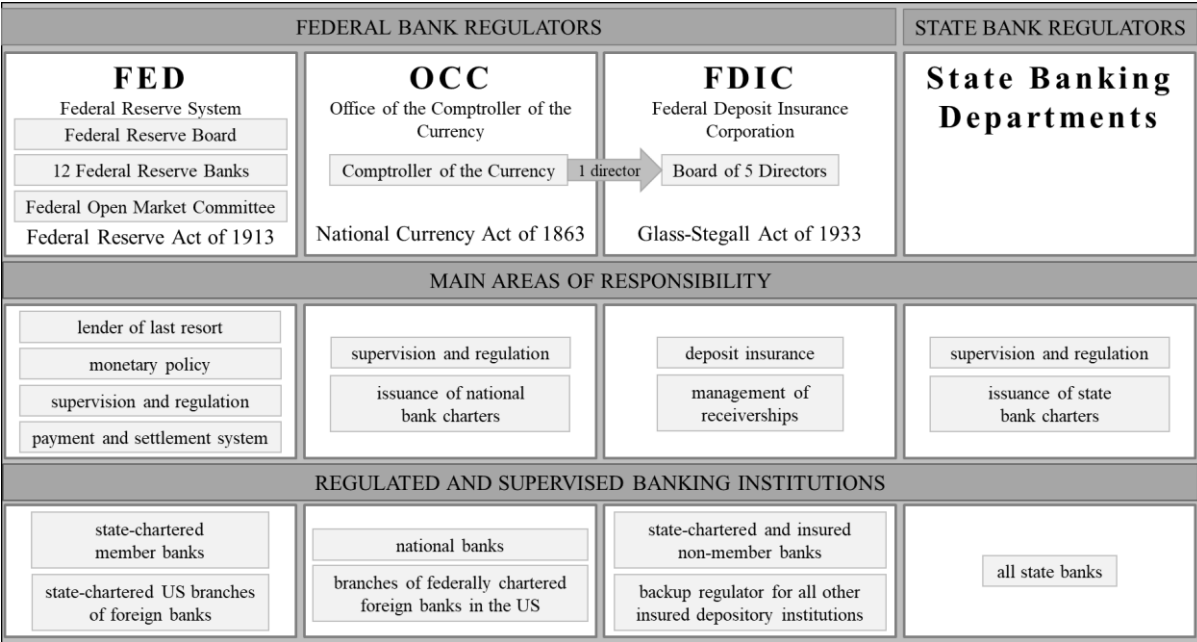 FEDERAL BANK REGULATORS
STATE BANK REGULATORS
FED
Federal Reserve System
Federal Reserve Board
12 Federal Reserve Banks
Federal Open Market Committee
Federal Reserve Act of 1913
OCC
Office of the Comptroller of the
Currency
Comptroller of the Currency
1 director
National Currency Act of 1863
FDIC
Federal Deposit Insurance
Corporation
Board of 5 Directors
Glass-Stegall Act of 1933
State Banking
Departments
MAIN AREAS OF RESPONSIBILITY
lender of last resort
monetary policy
supervision and regulation
payment and settlement system
supervision and regulation
issuance of national
bank charters
deposit insurance
management of
receiverships
supervision and regulation
issuance of state
bank charters
REGULATED AND SUPERVISED BANKING INSTITUTIONS
state-chartered
member banks
state-chartered US branches
of foreign banks
national banks
branches of federally chartered
foreign banks in the US
state-chartered and insured
non-member banks
backup regulator for all other
insured depository institutions
all state banks